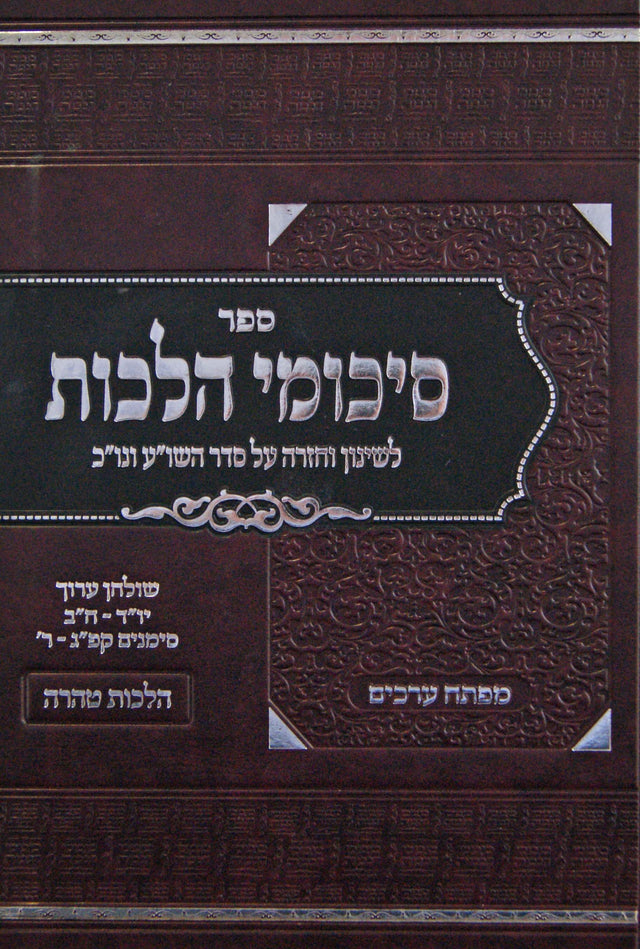 ספר
סיכומי הלכות
לשינון וחזרה על סדר השו"ע ונו"כ
שולחן ערוך
יו"ד - ח"ב
סימנים קפ"ג - ר'
הלכות טהרה
מפתח ערכים